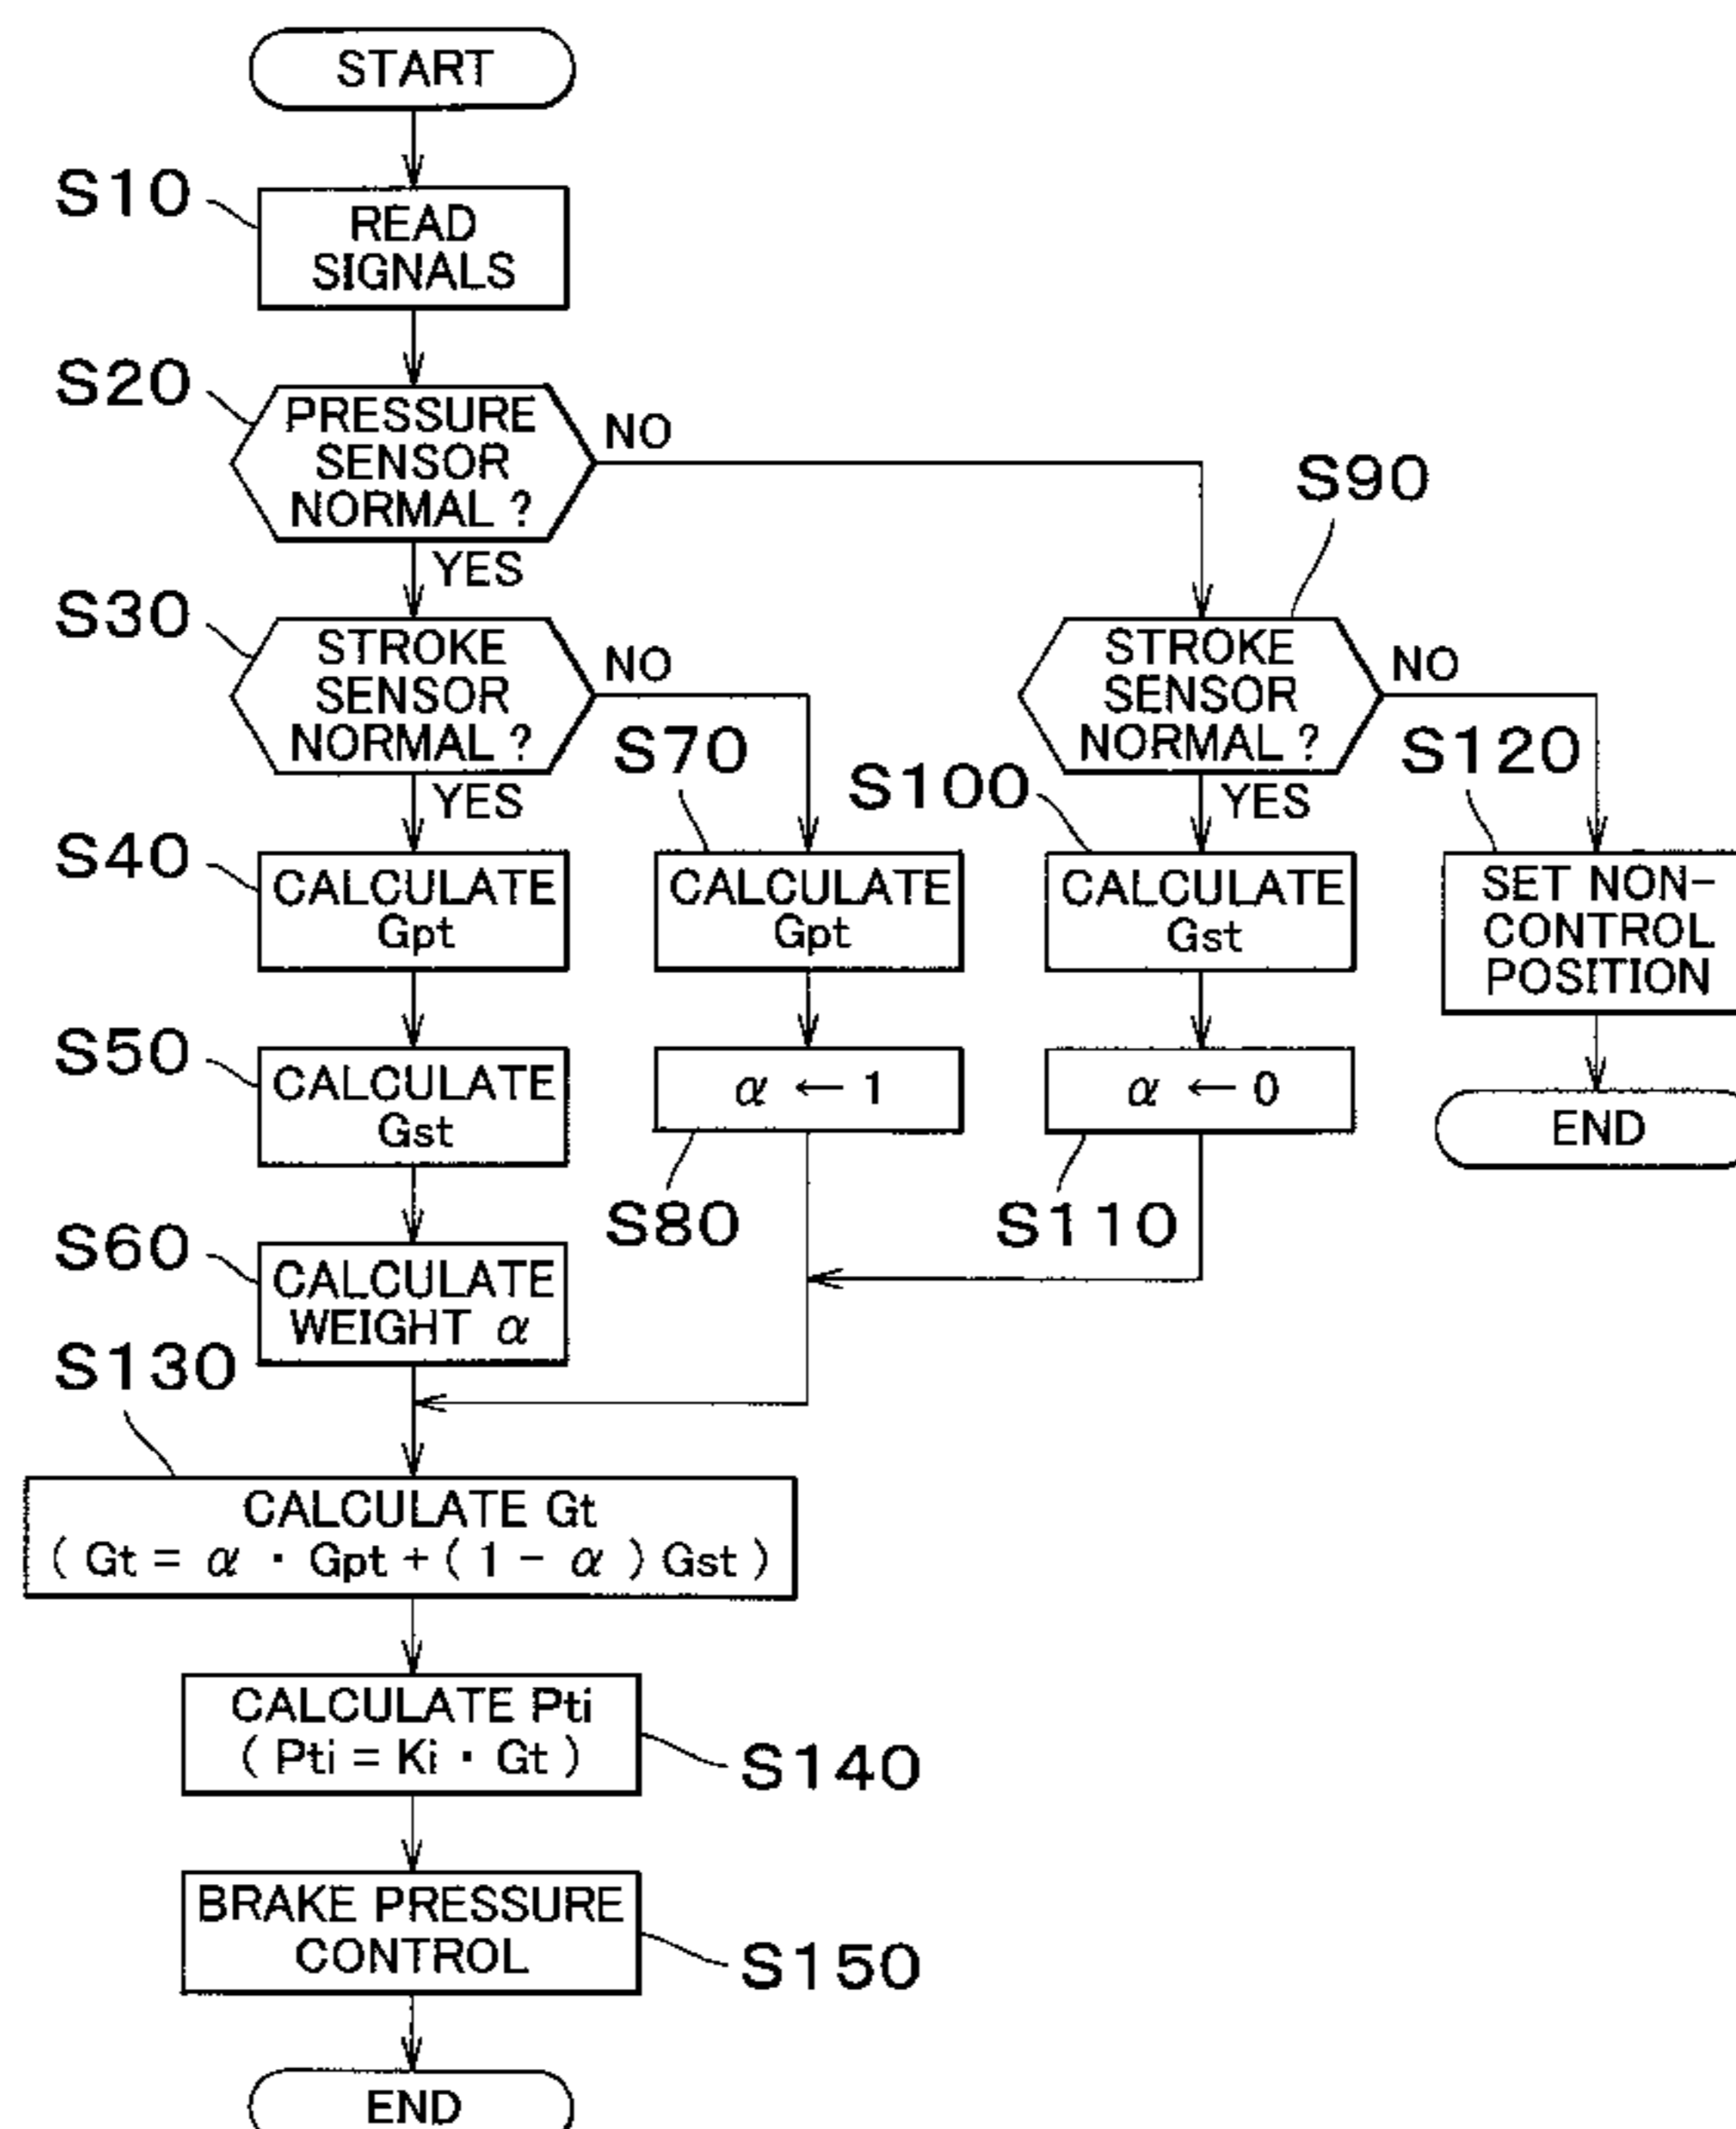 START
S10
READ
SIGNALS
S20
PRESSURE
SENSOR
NORMAL ?
NO
YES
S90
S30
STROKE
SENSOR
NORMAL ?
NO
YES
STROKE
SENSOR
NORMAL ?
NO
YES
S70
S100
S120
S40
CALCULATE
Gpt
CALCULATE
Gpt
CALCULATE
Gst
SET NON-
CONTROL
POSITION
S50
CALCULATE
Gst
α ← 1
α ← 0
END
S80
S110
S60
CALCULATE
WEIGHT α
S130
CALCULATE Gt
( Gt = α · Gpt + ( 1 - α ) Gst )
CALCULATE Pti
( Pti = Ki · Gt )
S140
BRAKE PRESSURE
CONTROL
S150
END